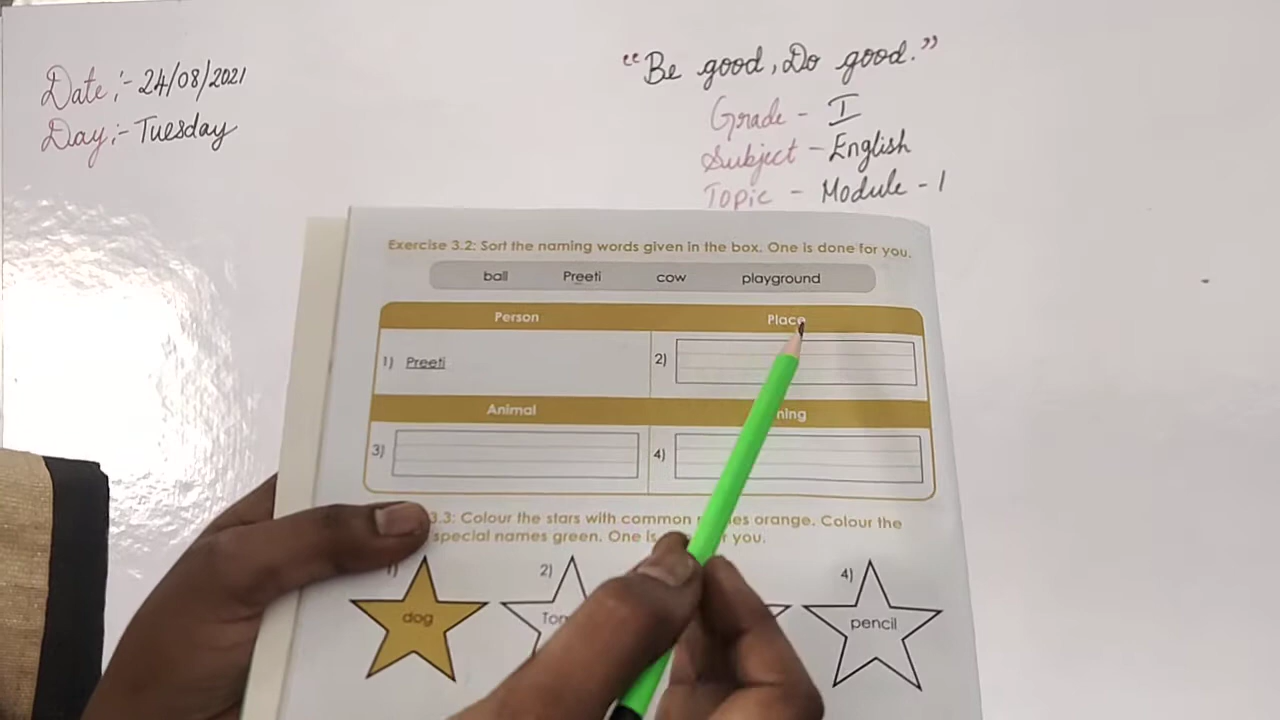 Date :- 24/08/2021
Day :- Tuesday
"Be good, Do good."
Grade - I
Subject - English
Topic - Module - 1
Exercise 3.2: Sort the naming words given in the box. One is done for you.
ball Preeti cow playground
Person Place
1) Preeti 2)
Animal
3) 4)
3.3: Colour the stars with common orange. Colour the
special names green. One is you.
1) 2) 4)
dog pencil